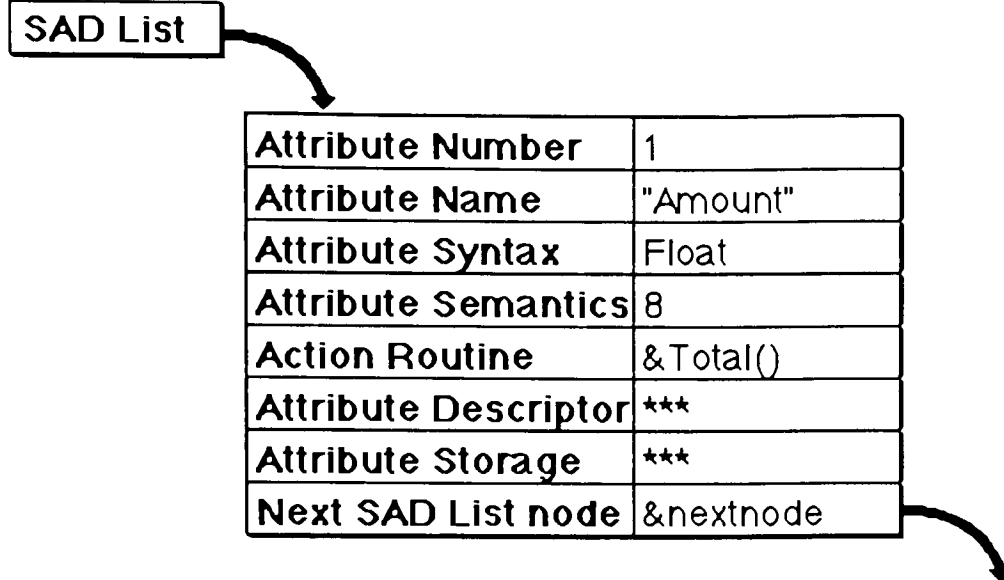 SAD List
Attribute Number 1
Attribute Name "Amount"
Attribute Syntax Float
Attribute Semantics 8
Action Routine &Total()
Attribute Descriptor ***
Attribute Storage ***
Next SAD List node &nextnode